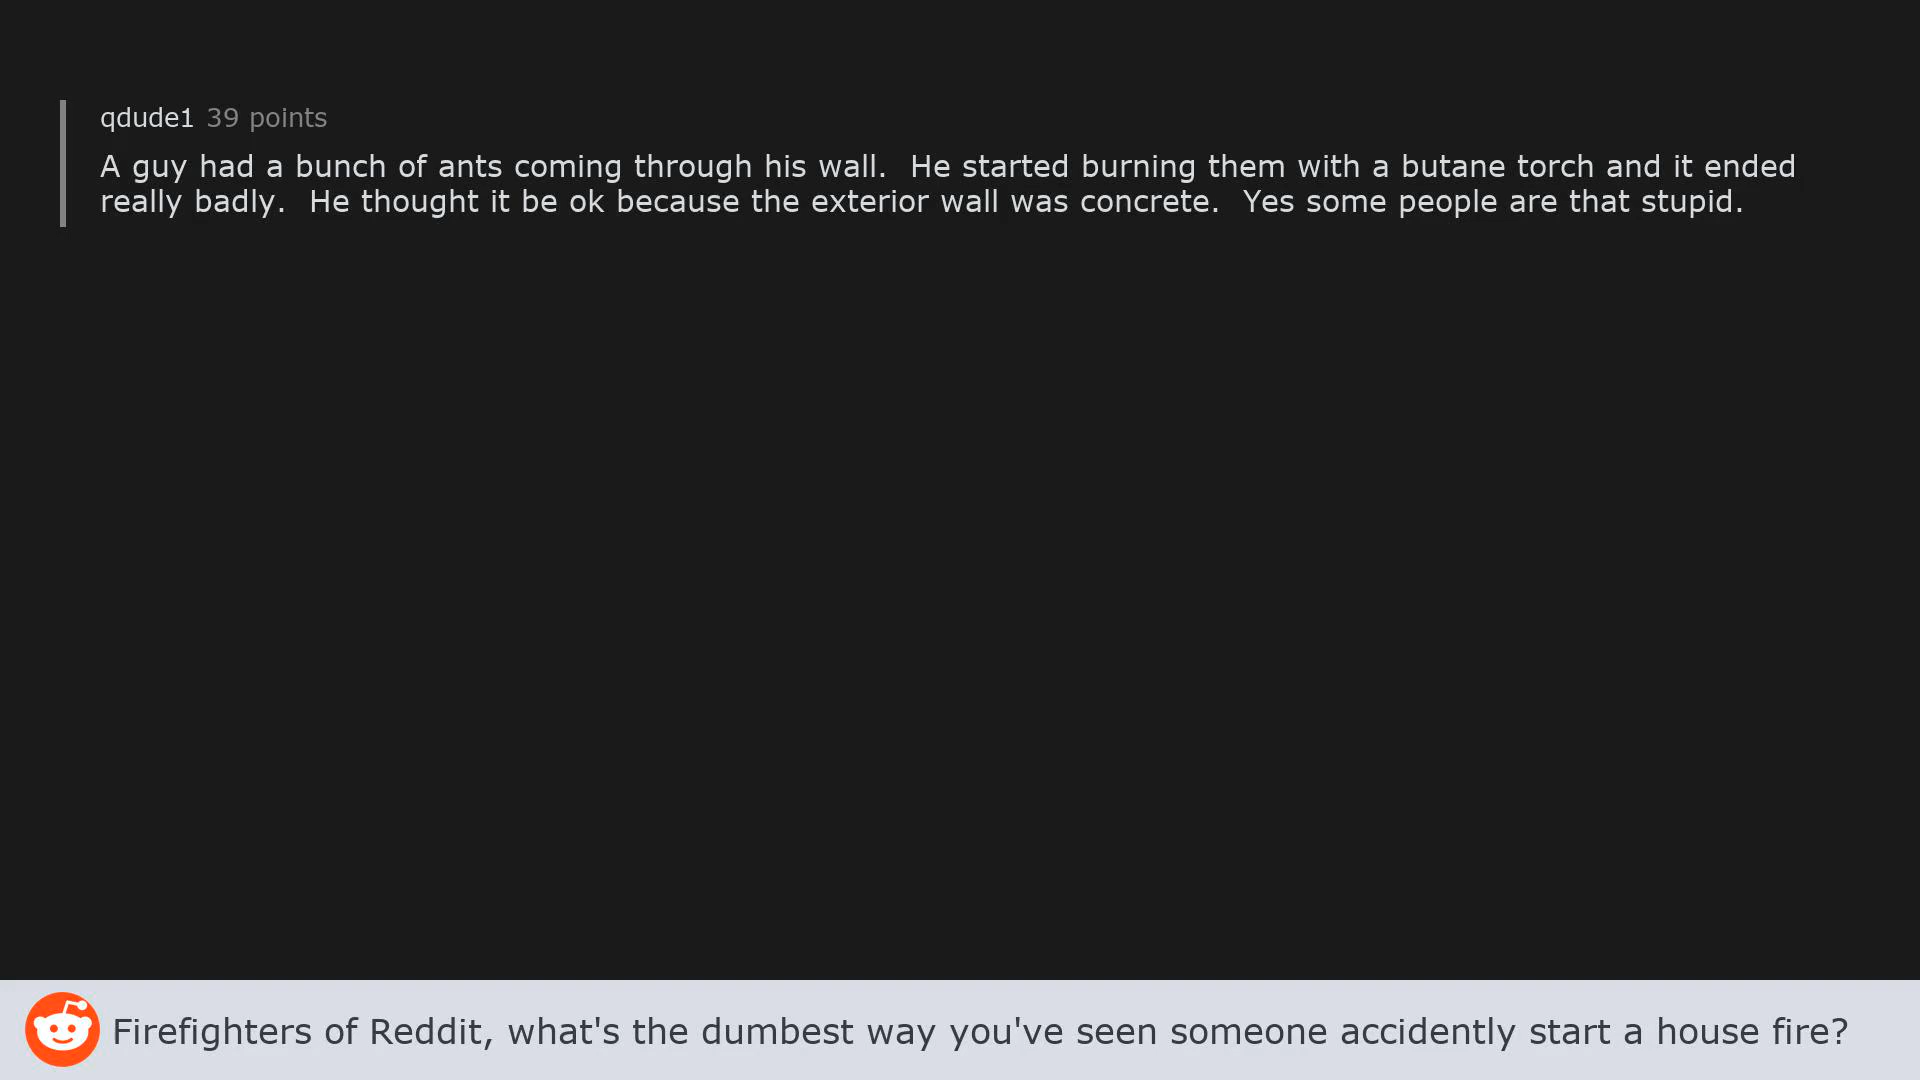 qdude1 39 points
A guy had a bunch of ants coming through his wall.  He started burning them with a butane torch and it ended
really badly.  He thought it be ok because the exterior wall was concrete.  Yes some people are that stupid.
Firefighters of Reddit, what's the dumbest way you've seen someone accidently start a house fire?